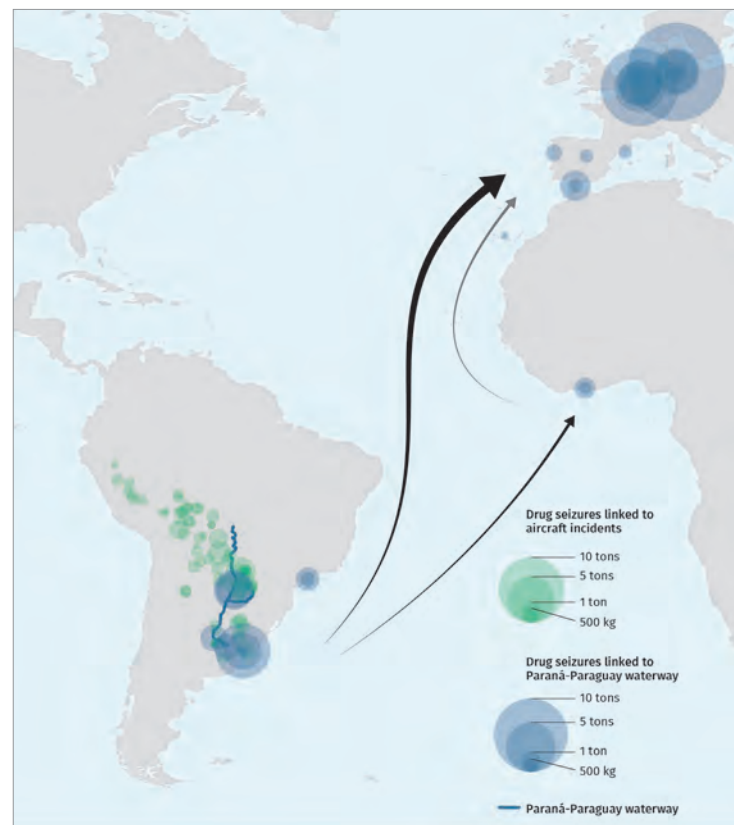 Drug seizures linked to
aircraft incidents
10 tons
5 tons
1 ton
500 kg
Drug seizures linked to
Paraná-Paraguay waterway
10 tons
5 tons
1 ton
500 kg
Paraná-Paraguay waterway